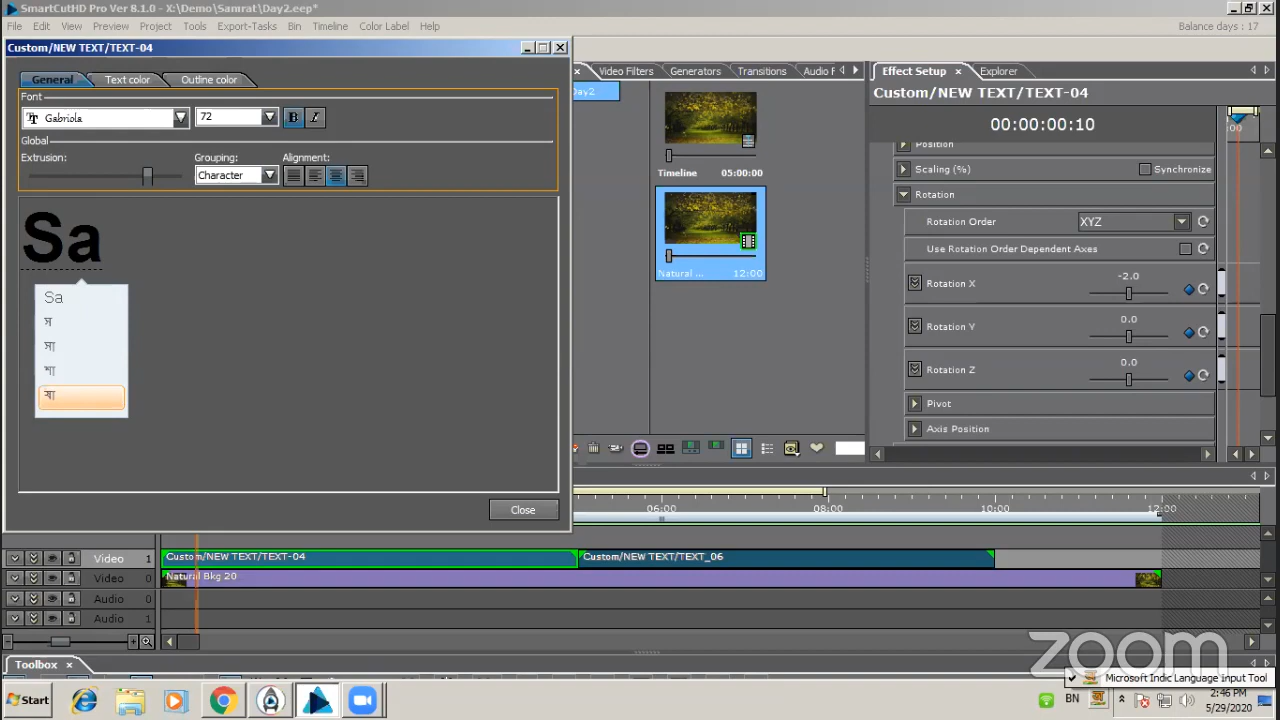 SmartCutHD Pro Ver 8.1.0 - X:\Demo\Samrat\Day2.eep*
File Edit View Preview Project Tools Export-Tasks Bin Timeline Color Label Help
Balance days : 17
Custom/NEW TEXT/TEXT-04
General Text color Outline color
Font
Gabriola 72 B I
Global
Extrusion: Grouping: Alignment:
Character
Sa
Sa
স
সা
শা
ষা
Close
Day2
Video Filters Generators Transitions Audio F
Timeline 05:00:00
Natural ... 12:00
Effect Setup Explorer
Custom/NEW TEXT/TEXT-04
00:00:00:10
:00
Position
Scaling (%) Synchronize
Rotation
Rotation Order XYZ
Use Rotation Order Dependent Axes
Rotation X -2.0
Rotation Y 0.0
Rotation Z 0.0
Pivot
Axis Position
06:00 08:00 10:00 12:00
Video 1 Custom/NEW TEXT/TEXT-04 Custom/NEW TEXT/TEXT_06
Video 0 Natural Bkg 20
Audio 0
Audio 1
Toolbox
zoom
Microsoft Indic Language Input Tool
Start
BN
2:46 PM
5/29/2020